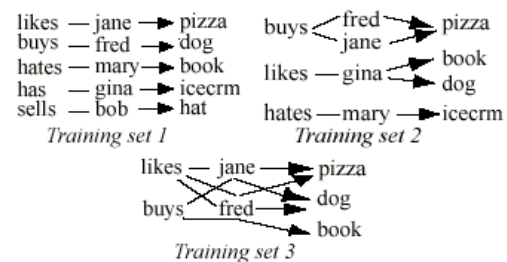 likes jane pizza
buys fred dog
hates mary book
has gina icecrm
sells bob hat
Training set 1
buys fred pizza
jane
likes gina book
dog
hates mary icecrm
Training set 2
likes jane pizza
dog
buys fred
book
Training set 3